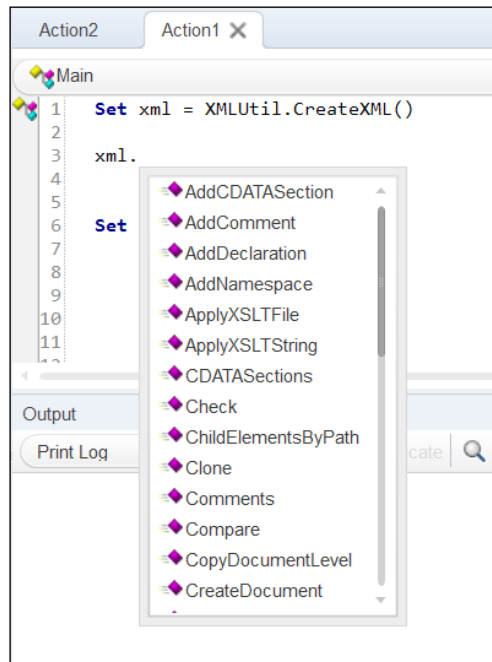 Action2 Action1
Main
1 Set xml = XMLUtil.CreateXML()
2
3 xml.
4
5
6 Set
7
8
9
10
11
AddCDATASection
AddComment
AddDeclaration
AddNamespace
ApplyXSLTFile
ApplyXSLTString
CDATASections
Check
ChildElementsByPath
Clone
Comments
Compare
CopyDocumentLevel
CreateDocument
Output
Print Log cate